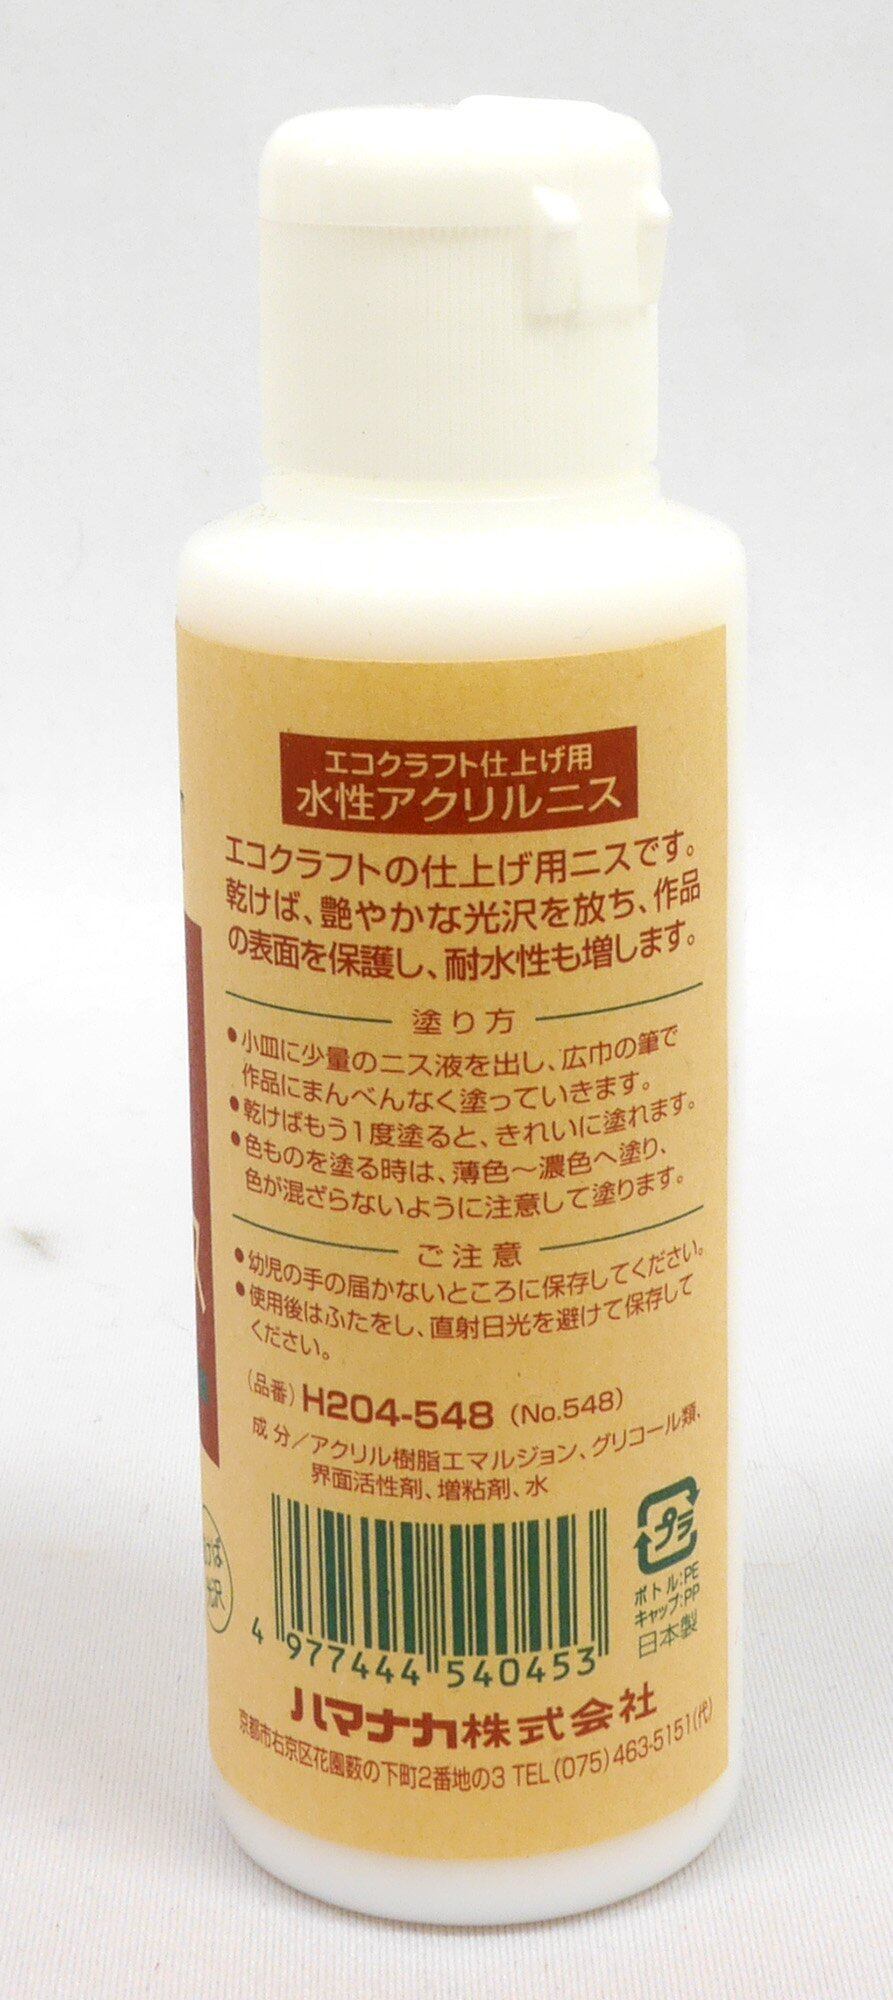 エコクラフト仕上げ用
水性アクリルニス
エコクラフトの仕上げ用ニスです。
乾けば、艶やかな光沢を放ち、作品
の表面を保護し、耐水性も増します。
塗り方
●小皿に少量のニス液を出し、広巾の筆で
作品にまんべんなく塗っていきます。
●乾けばもう1度塗ると、きれいに塗れます。
●色ものを塗る時は、薄色～濃色へ塗り、
色が混ざらないように注意して塗ります。
ご注意
●幼児の手の届かないところに保存してください。
●使用後はふたをし、直射日光を避けて保存して
ください。
(品番)H204-548 (No.548)
成分/アクリル樹脂エマルジョン、グリコール類、
界面活性剤、増粘剤、水
プラ
ボトル:PE
キャップ:PP
日本製
4 977444 540453
ハマナカ株式会社
京都市右京区花園薮の下町2番地の3 TEL(075)463-5151(代)
ス